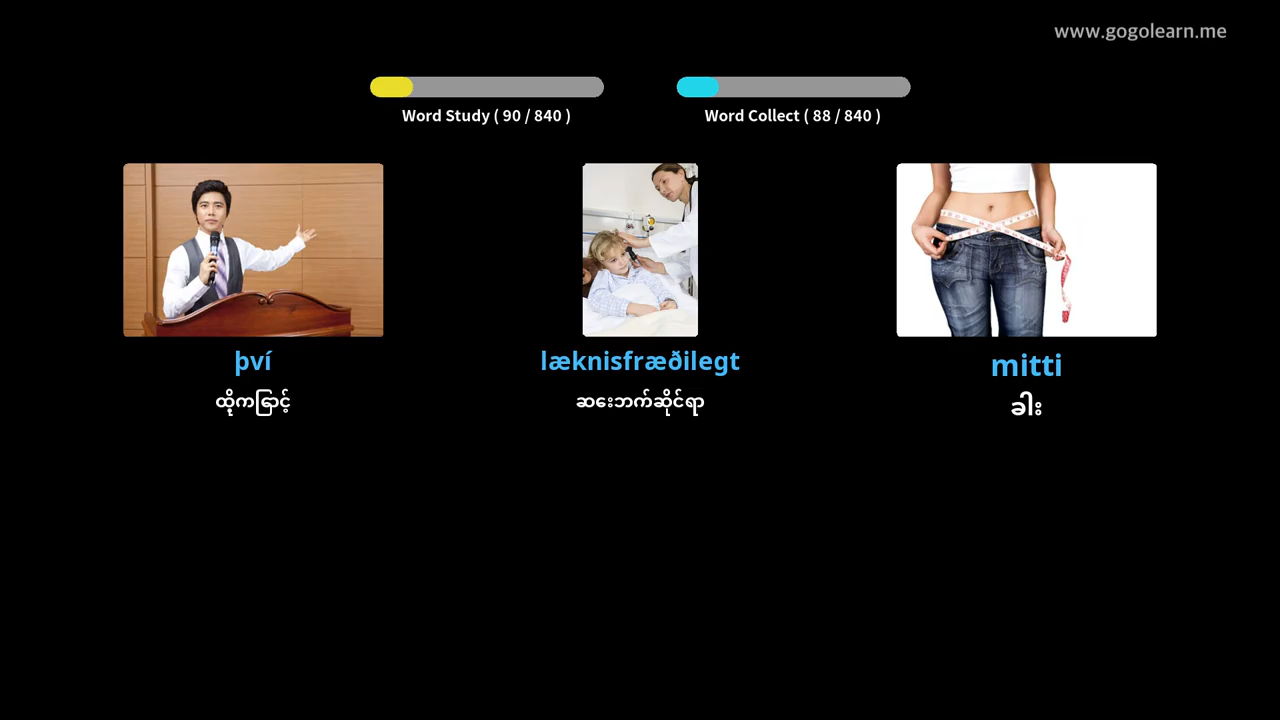 www.gogolearn.me
Word Study ( 90 / 840 )
Word Collect ( 88 / 840 )
því
læknisfræðilegt
mitti
ထို့ကြောင့်
ဆေးဘက်ဆိုင်ရာ
ခါး